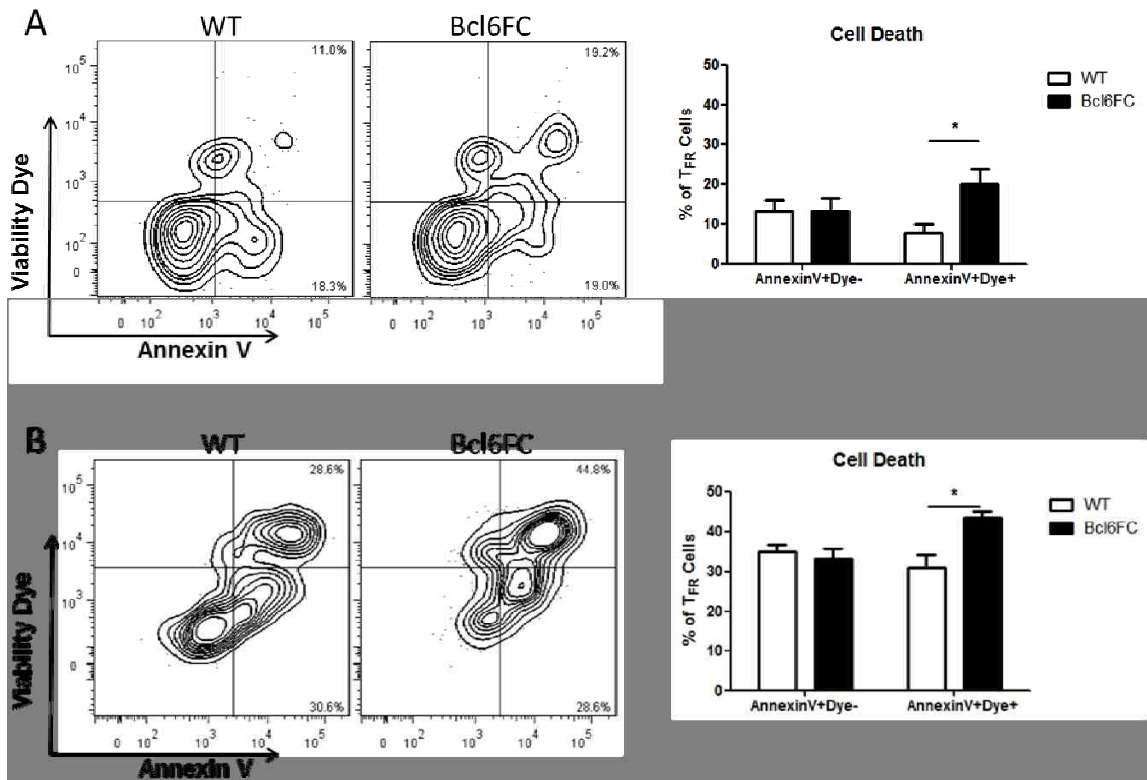 A
WT
Bcl6FC
11.0%
18.3%
19.2%
19.0%
10^5
10^4
10^3
10^2
0
Viability Dye
0 10^2 10^3 10^4 10^5
0 10^2 10^3 10^4 10^5
Annexin V
Cell Death
50
40
30
20
10
0
% of T_FR Cells
*
AnnexinV+Dye-
AnnexinV+Dye+
WT
Bcl6FC
B
WT
Bcl6FC
28.6%
30.6%
44.8%
28.6%
10^5
10^4
10^3
0
Viability Dye
0 10^2 10^3 10^4 10^5
0 10^2 10^3 10^4 10^5
Annexin V
Cell Death
50
40
30
20
10
0
% of T_FR Cells
*
AnnexinV+Dye-
AnnexinV+Dye+
WT
Bcl6FC